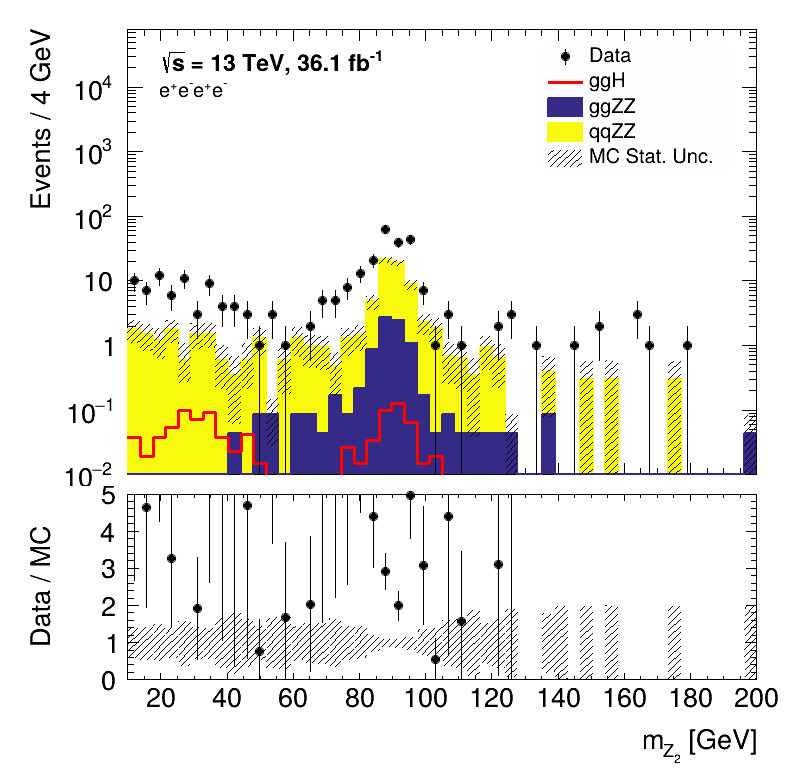 Events / 4 GeV
√s = 13 TeV, 36.1 fb⁻¹
e⁺e⁻e⁺e⁻
Data
ggH
ggZZ
qqZZ
MC Stat. Unc.
10⁴
10³
10²
10
1
10⁻¹
10⁻²
Data / MC
5
4
3
2
1
0
20 40 60 80 100 120 140 160 180 200
m_Z₂ [GeV]